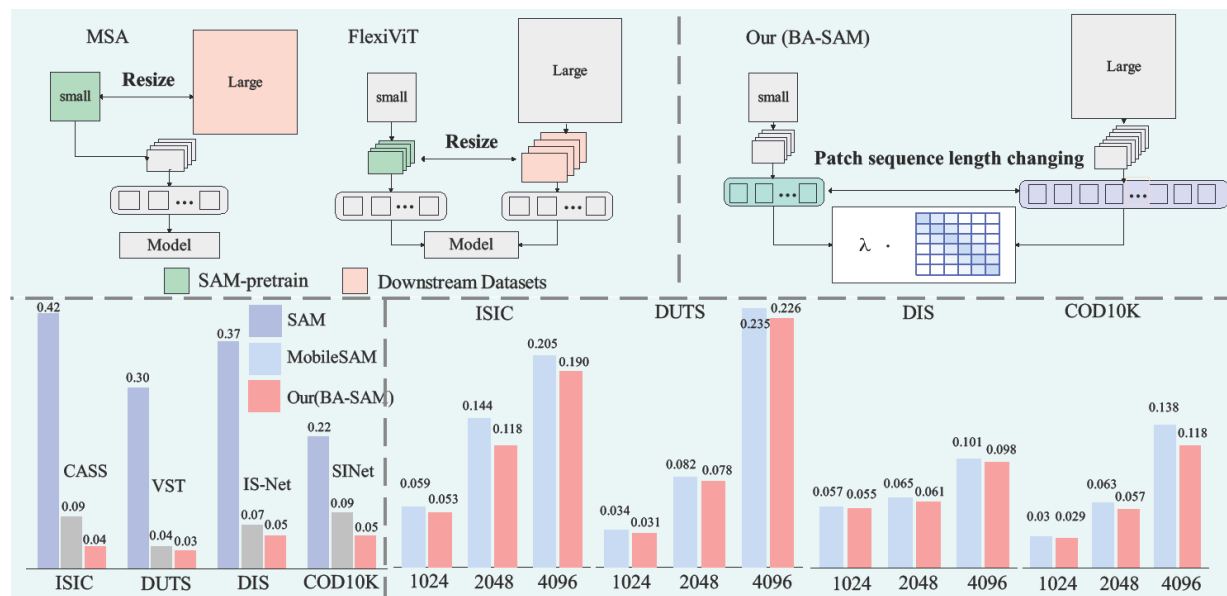 MSA
FlexiViT
Our (BA-SAM)
small
Resize
Large
small
Large
Resize
small
Large
Patch sequence length changing
...
...
...
...
...
Model
Model
λ ·
SAM-pretrain
Downstream Datasets
SAM
MobileSAM
Our(BA-SAM)
0.42
0.30
0.37
0.22
CASS
VST
IS-Net
SINet
0.09
0.04
0.04
0.03
0.07
0.05
0.09
0.05
ISIC
DUTS
DIS
COD10K
ISIC
DUTS
DIS
COD10K
0.059
0.053
0.144
0.118
0.205
0.190
0.034
0.031
0.082
0.078
0.235
0.226
0.057
0.055
0.065
0.061
0.101
0.098
0.03
0.029
0.063
0.057
0.138
0.118
1024
2048
4096
1024
2048
4096
1024
2048
4096
1024
2048
4096